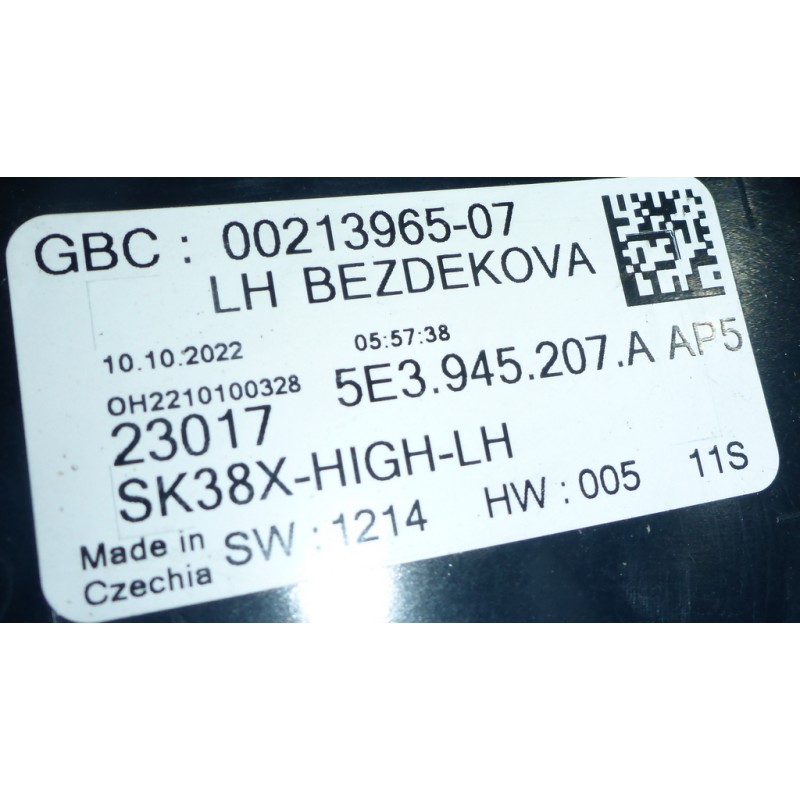 GBC : 00213965-07
LH BEZDEKOVA
10.10.2022 05:57:38
OH2210100328 5E3.945.207.A AP5
23017
SK38X-HIGH-LH
Made in SW : 1214 HW : 005 11S
Czechia